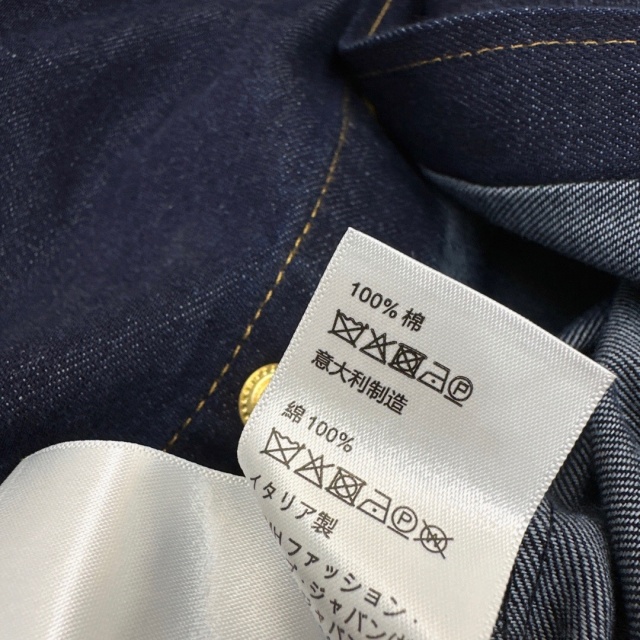 100% 棉
意大利制造
綿 100%
イタリア製
ファッション・
ジャパン